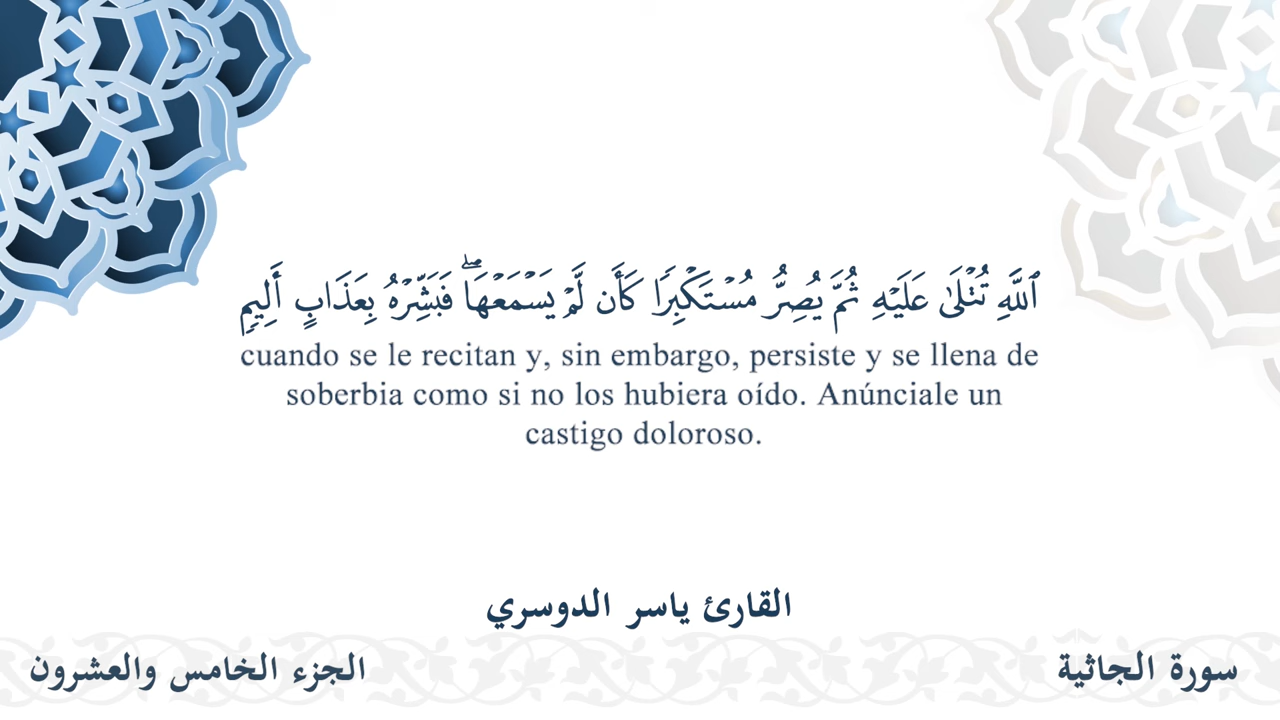 ٱللَّهِ تُتۡلَىٰ عَلَيۡهِ ثُمَّ يُصِرُّ مُسۡتَكۡبِرٗا كَأَن لَّمۡ يَسۡمَعۡهَاۖ فَبَشِّرۡهُ بِعَذَابٍ أَلِيمٖ
cuando se le recitan y, sin embargo, persiste y se llena de
soberbia como si no los hubiera oído. Anúnciale un
castigo doloroso.
القارئ ياسر الدوسري
سورة الجاثية
الجزء الخامس والعشرون